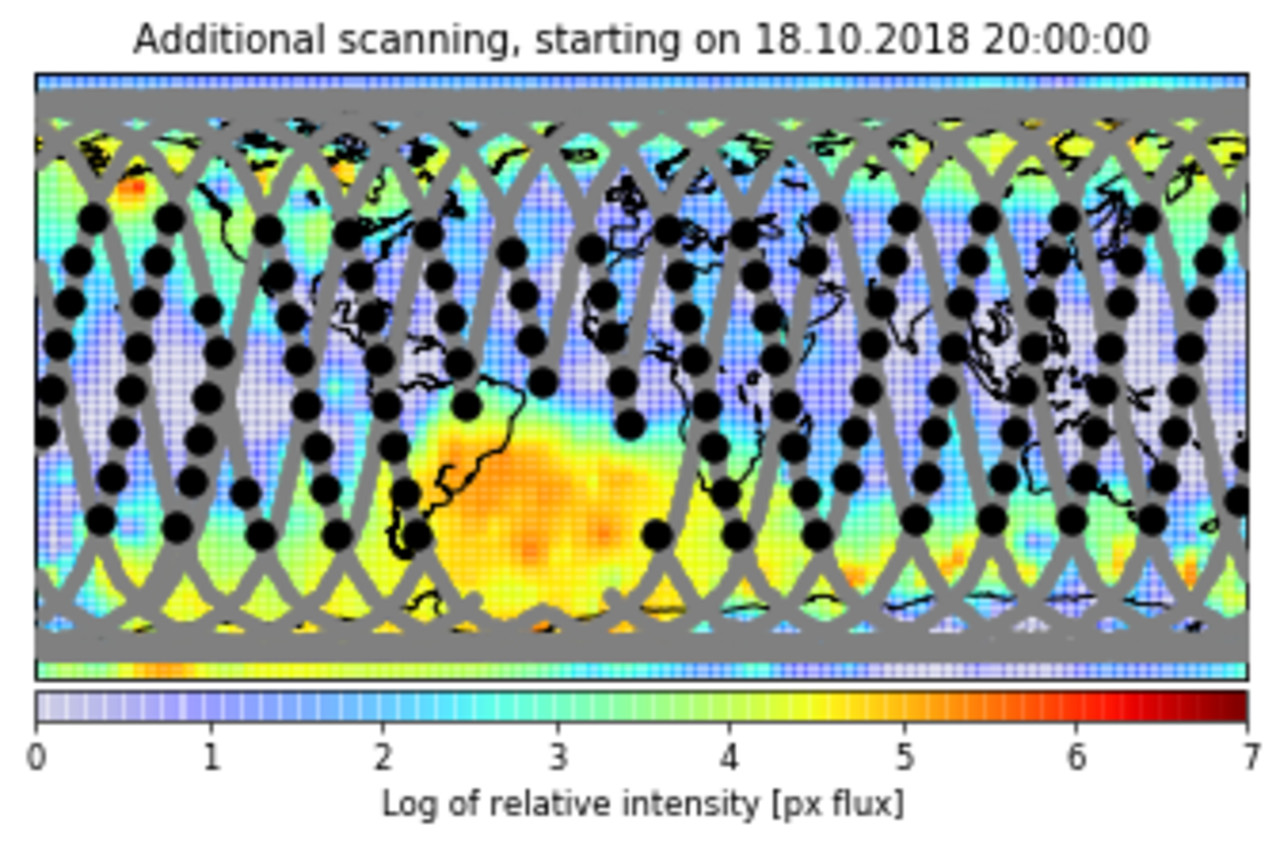 Additional scanning, starting on 18.10.2018 20:00:00
0 1 2 3 4 5 6 7
Log of relative intensity [px flux]